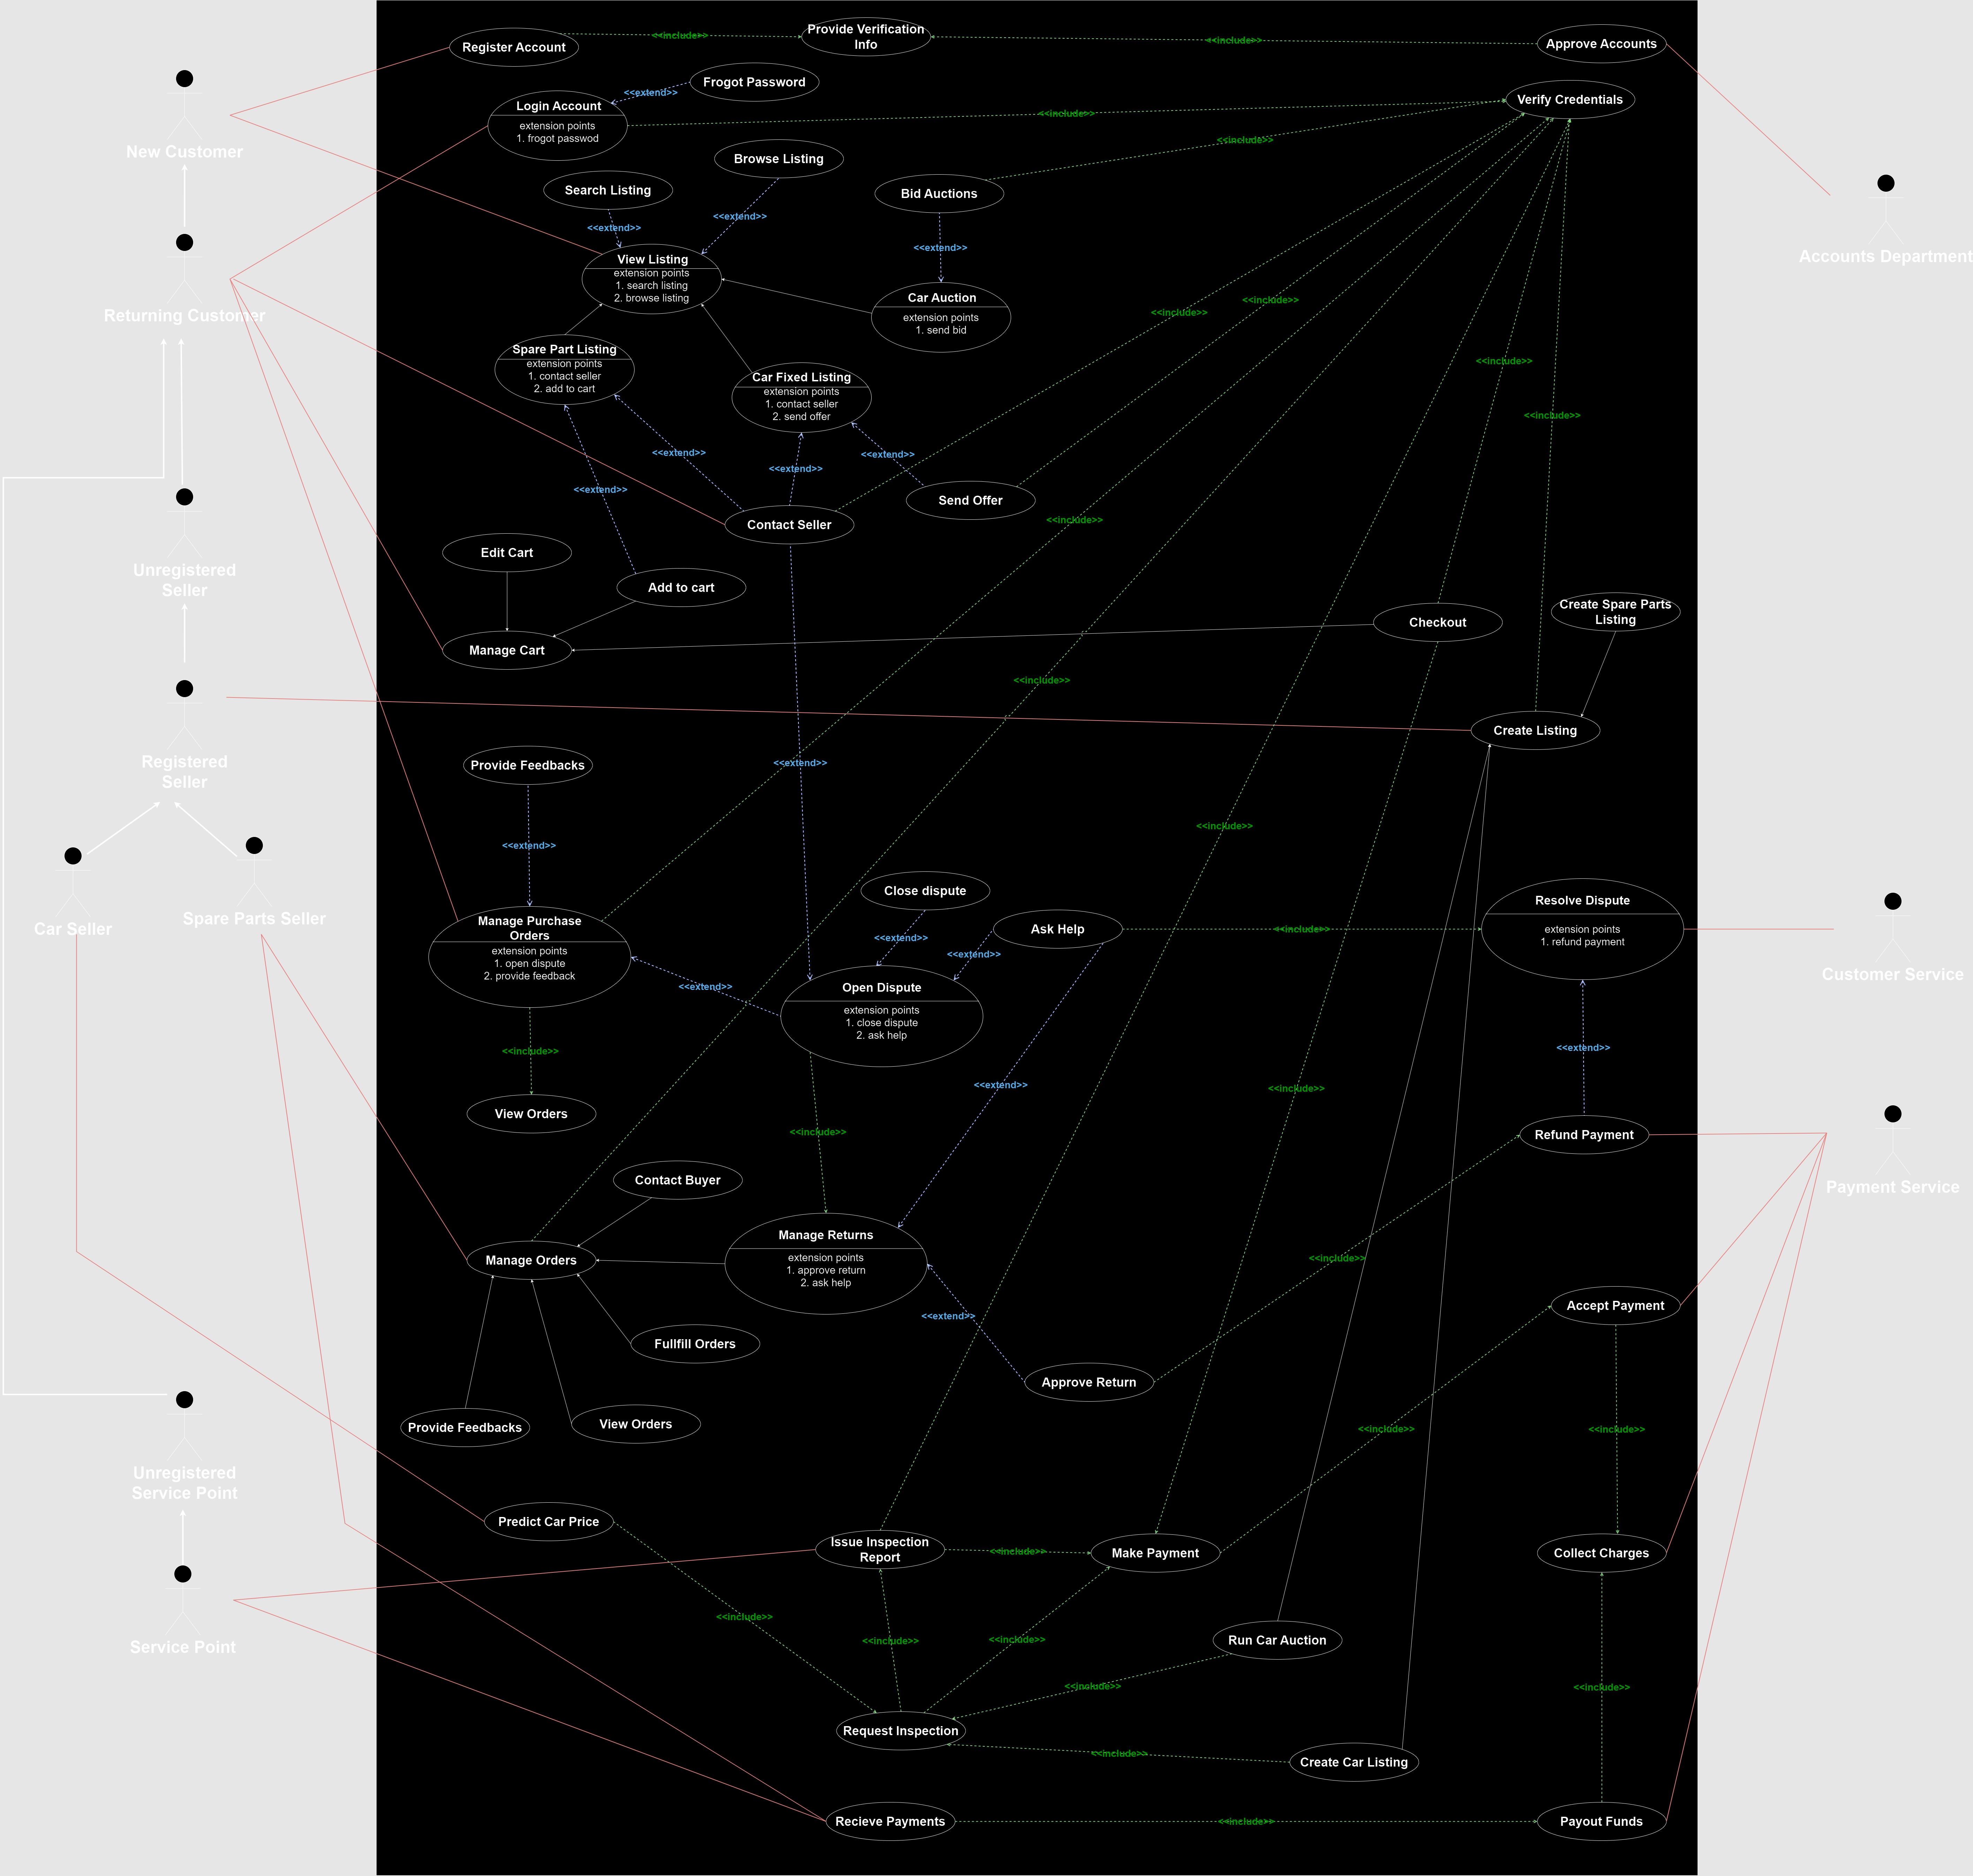 Register Account
<<include>>
Provide Verification
Info
<<include>>
Approve Accounts
Frogot Password
<<extend>>
Login Account
extension points
1. frogot passwod
<<include>>
Verify Credentials
<<include>>
New Customer
Browse Listing
Search Listing
Bid Auctions
<<extend>>
<<extend>>
<<extend>>
Accounts Department
View Listing
extension points
1. search listing
2. browse listing
Car Auction
extension points
1. send bid
<<include>>
<<include>>
Returning Customer
Spare Part Listing
extension points
1. contact seller
2. add to cart
<<include>>
Car Fixed Listing
extension points
1. contact seller
2. send offer
<<include>>
<<extend>>
<<extend>>
<<extend>>
<<extend>>
Send Offer
Contact Seller
<<include>>
Edit Cart
Unregistered
Seller
Add to cart
Create Spare Parts
Listing
Checkout
Manage Cart
<<include>>
Create Listing
Registered
Seller
Provide Feedbacks
<<extend>>
<<include>>
<<extend>>
Close dispute
Resolve Dispute
extension points
1. refund payment
Car Seller
Spare Parts Seller
Manage Purchase
Orders
extension points
1. open dispute
2. provide feedback
Ask Help
<<include>>
<<extend>>
<<extend>>
Customer Service
<<extend>>
Open Dispute
extension points
1. close dispute
2. ask help
<<include>>
<<extend>>
<<extend>>
<<include>>
View Orders
<<include>>
Refund Payment
Contact Buyer
Payment Service
Manage Orders
Manage Returns
extension points
1. approve return
2. ask help
<<include>>
<<extend>>
Accept Payment
Fullfill Orders
Approve Return
Provide Feedbacks
View Orders
<<include>>
<<include>>
Unregistered
Service Point
Predict Car Price
Issue Inspection
Report
<<include>>
Make Payment
Collect Charges
<<include>>
<<include>>
<<include>>
Run Car Auction
Service Point
<<include>>
<<include>>
Request Inspection
<<include>>
Create Car Listing
Recieve Payments
<<include>>
Payout Funds